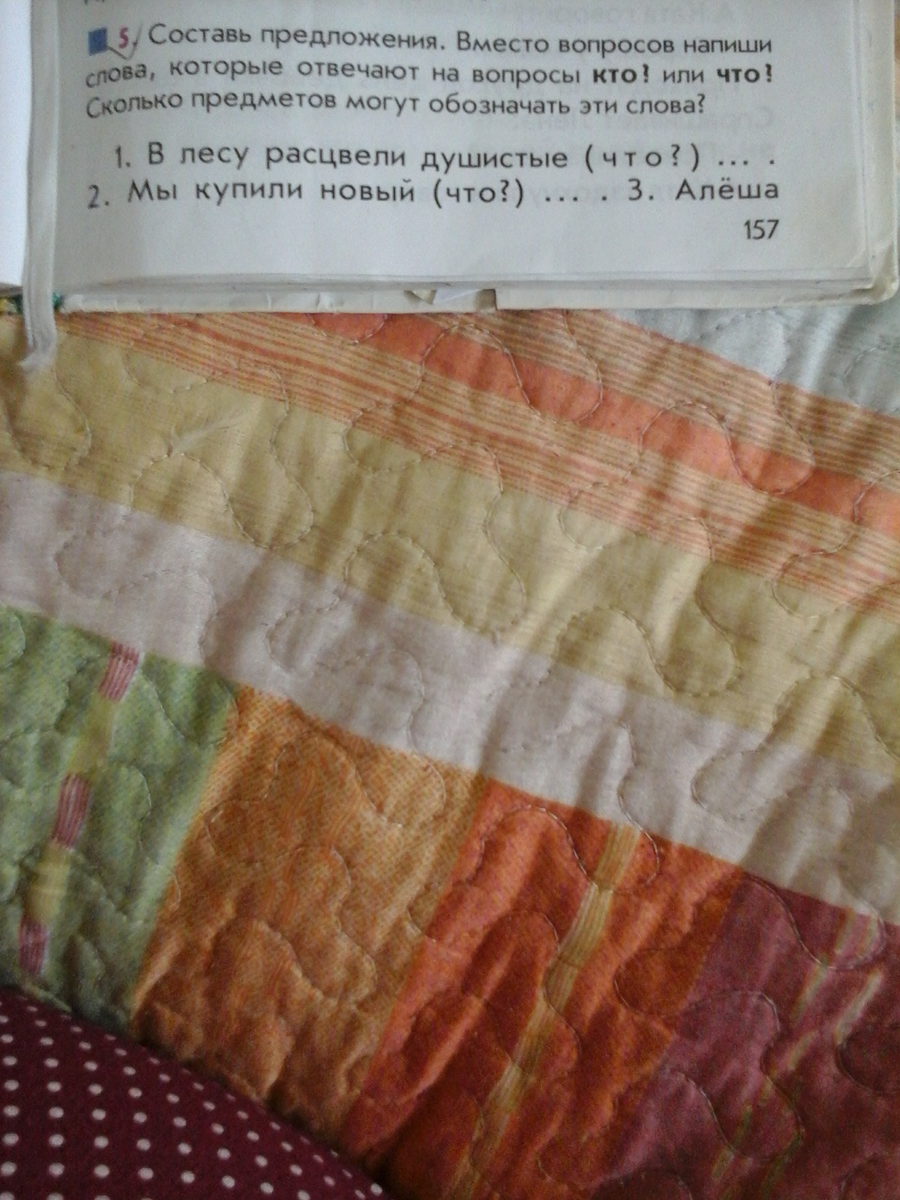 5. Составь предложения. Вместо вопросов напиши
слова, которые отвечают на вопросы кто? или что?
Сколько предметов могут обозначать эти слова?
1. В лесу расцвели душистые (что?) ... .
2. Мы купили новый (что?) ... . 3. Алёша
157